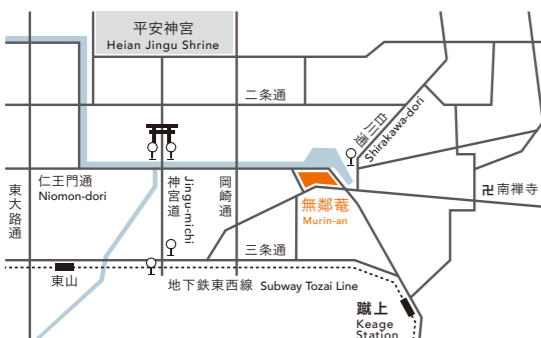 平安神宮
Heian Jingu Shrine
二条通
白川通
Shirakawa-dori
東大路通
仁王門通
Niomon-dori
神宮道
Jingu-michi
岡崎通
無鄰菴
Murin-an
卍南禅寺
三条通
東山
地下鉄東西線 Subway Tozai Line
蹴上
Keage
Station